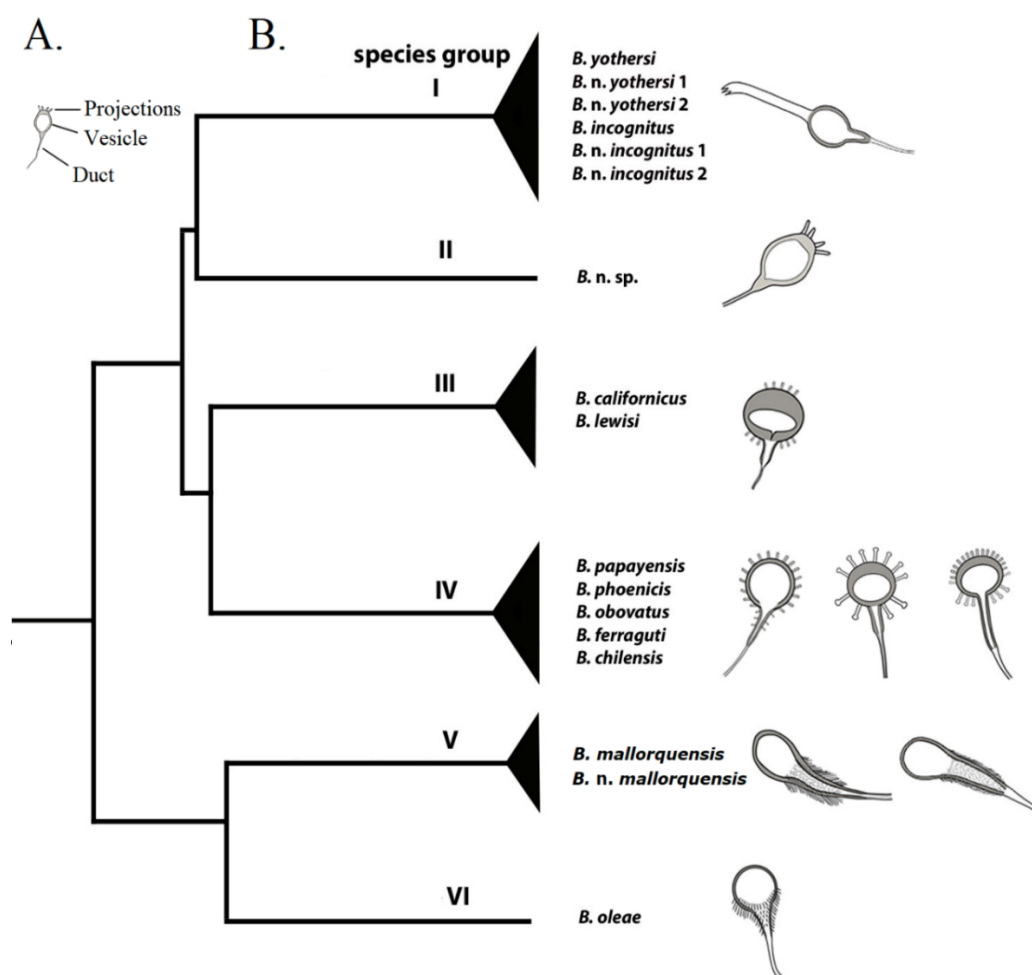 A.
B.
Projections
Vesicle
Duct
species group
I
B. yothersi
B. n. yothersi 1
B. n. yothersi 2
B. incognitus
B. n. incognitus 1
B. n. incognitus 2
II
B. n. sp.
III
B. californicus
B. lewisi
IV
B. papayensis
B. phoenicis
B. obovatus
B. ferraguti
B. chilensis
V
B. mallorquensis
B. n. mallorquensis
VI
B. oleae